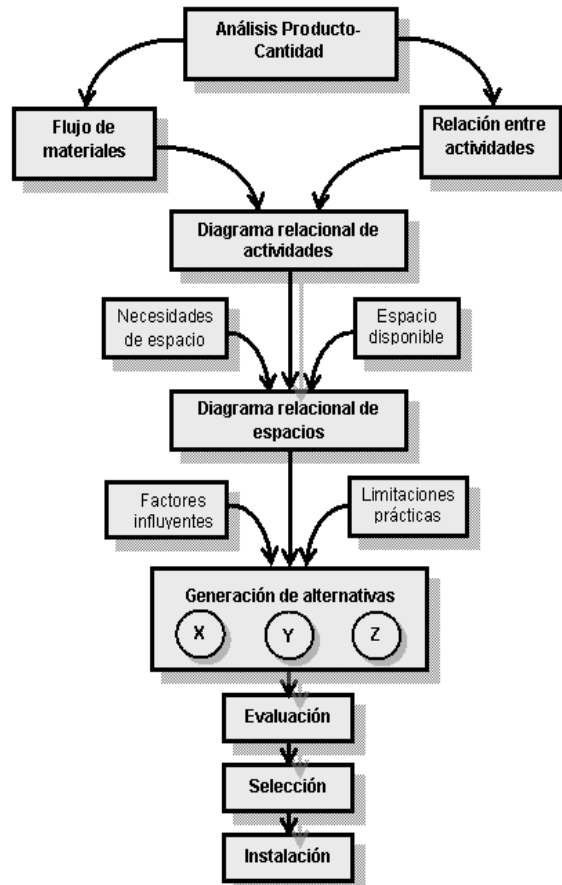 Análisis Producto-
Cantidad
Flujo de
materiales
Relación entre
actividades
Diagrama relacional de
actividades
Necesidades
de espacio
Espacio
disponible
Diagrama relacional de
espacios
Factores
influyentes
Limitaciones
prácticas
Generación de alternativas
X
Y
Z
Evaluación
Selección
Instalación